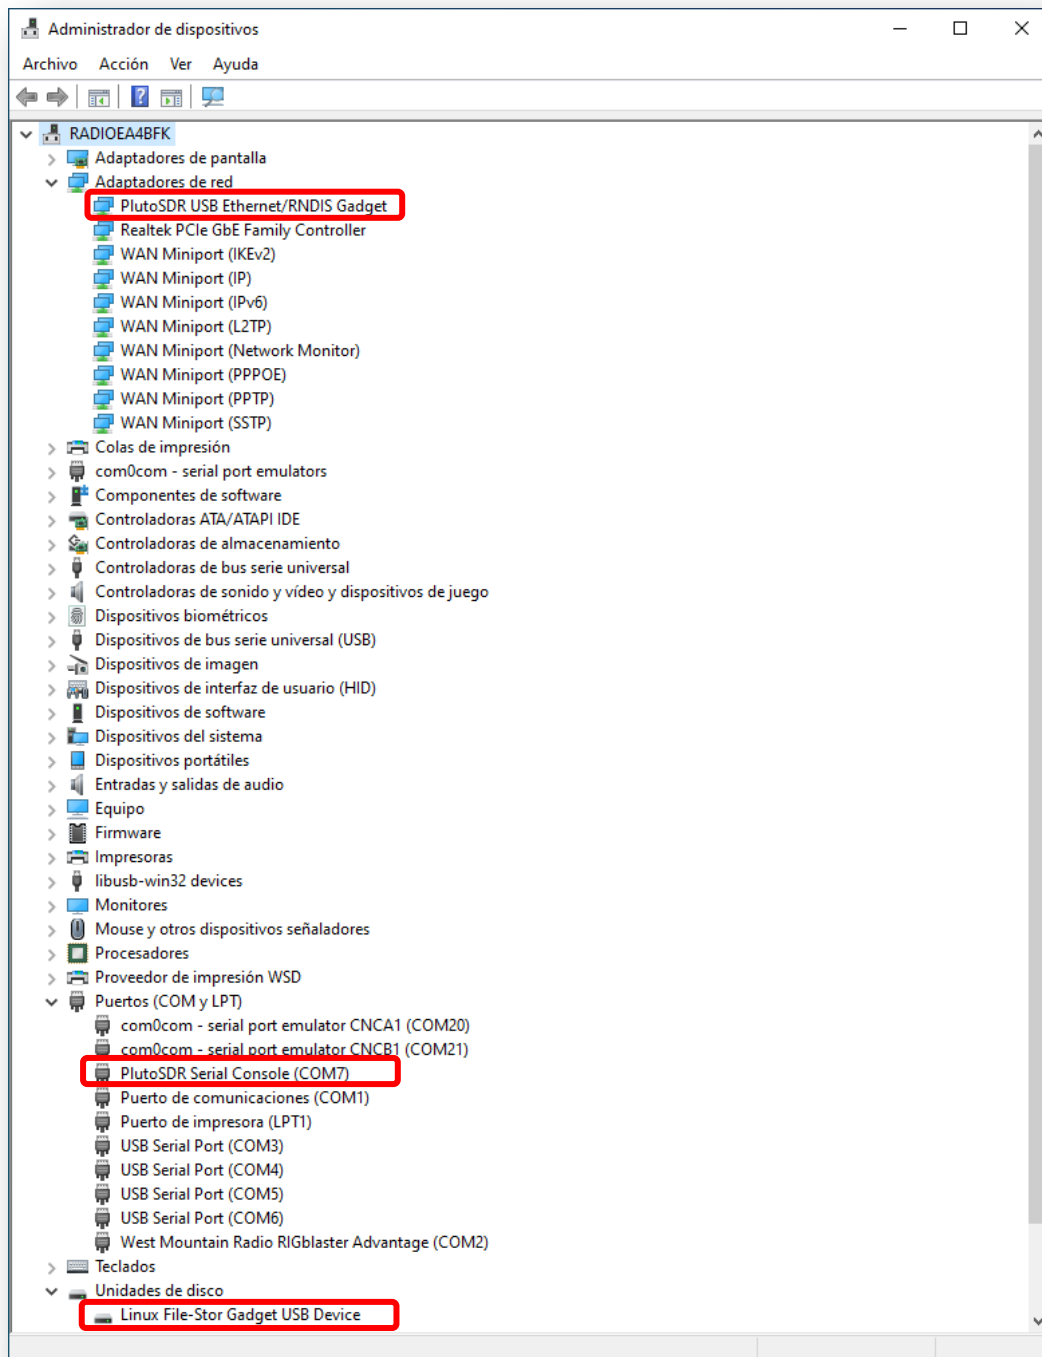 Administrador de dispositivos
Archivo Acción Ver Ayuda
RADIOEA4BFK
Adaptadores de pantalla
Adaptadores de red
PlutoSDR USB Ethernet/RNDIS Gadget
Realtek PCIe GbE Family Controller
WAN Miniport (IKEv2)
WAN Miniport (IP)
WAN Miniport (IPv6)
WAN Miniport (L2TP)
WAN Miniport (Network Monitor)
WAN Miniport (PPPOE)
WAN Miniport (PPTP)
WAN Miniport (SSTP)
Colas de impresión
com0com - serial port emulators
Componentes de software
Controladoras ATA/ATAPI IDE
Controladoras de almacenamiento
Controladoras de bus serie universal
Controladoras de sonido y vídeo y dispositivos de juego
Dispositivos biométricos
Dispositivos de bus serie universal (USB)
Dispositivos de imagen
Dispositivos de interfaz de usuario (HID)
Dispositivos de software
Dispositivos del sistema
Dispositivos portátiles
Entradas y salidas de audio
Equipo
Firmware
Impresoras
libusb-win32 devices
Monitores
Mouse y otros dispositivos señaladores
Procesadores
Proveedor de impresión WSD
Puertos (COM y LPT)
com0com - serial port emulator CNCA1 (COM20)
com0com - serial port emulator CNCB1 (COM21)
PlutoSDR Serial Console (COM7)
Puerto de comunicaciones (COM1)
Puerto de impresora (LPT1)
USB Serial Port (COM3)
USB Serial Port (COM4)
USB Serial Port (COM5)
USB Serial Port (COM6)
West Mountain Radio RIGblaster Advantage (COM2)
Teclados
Unidades de disco
Linux File-Stor Gadget USB Device